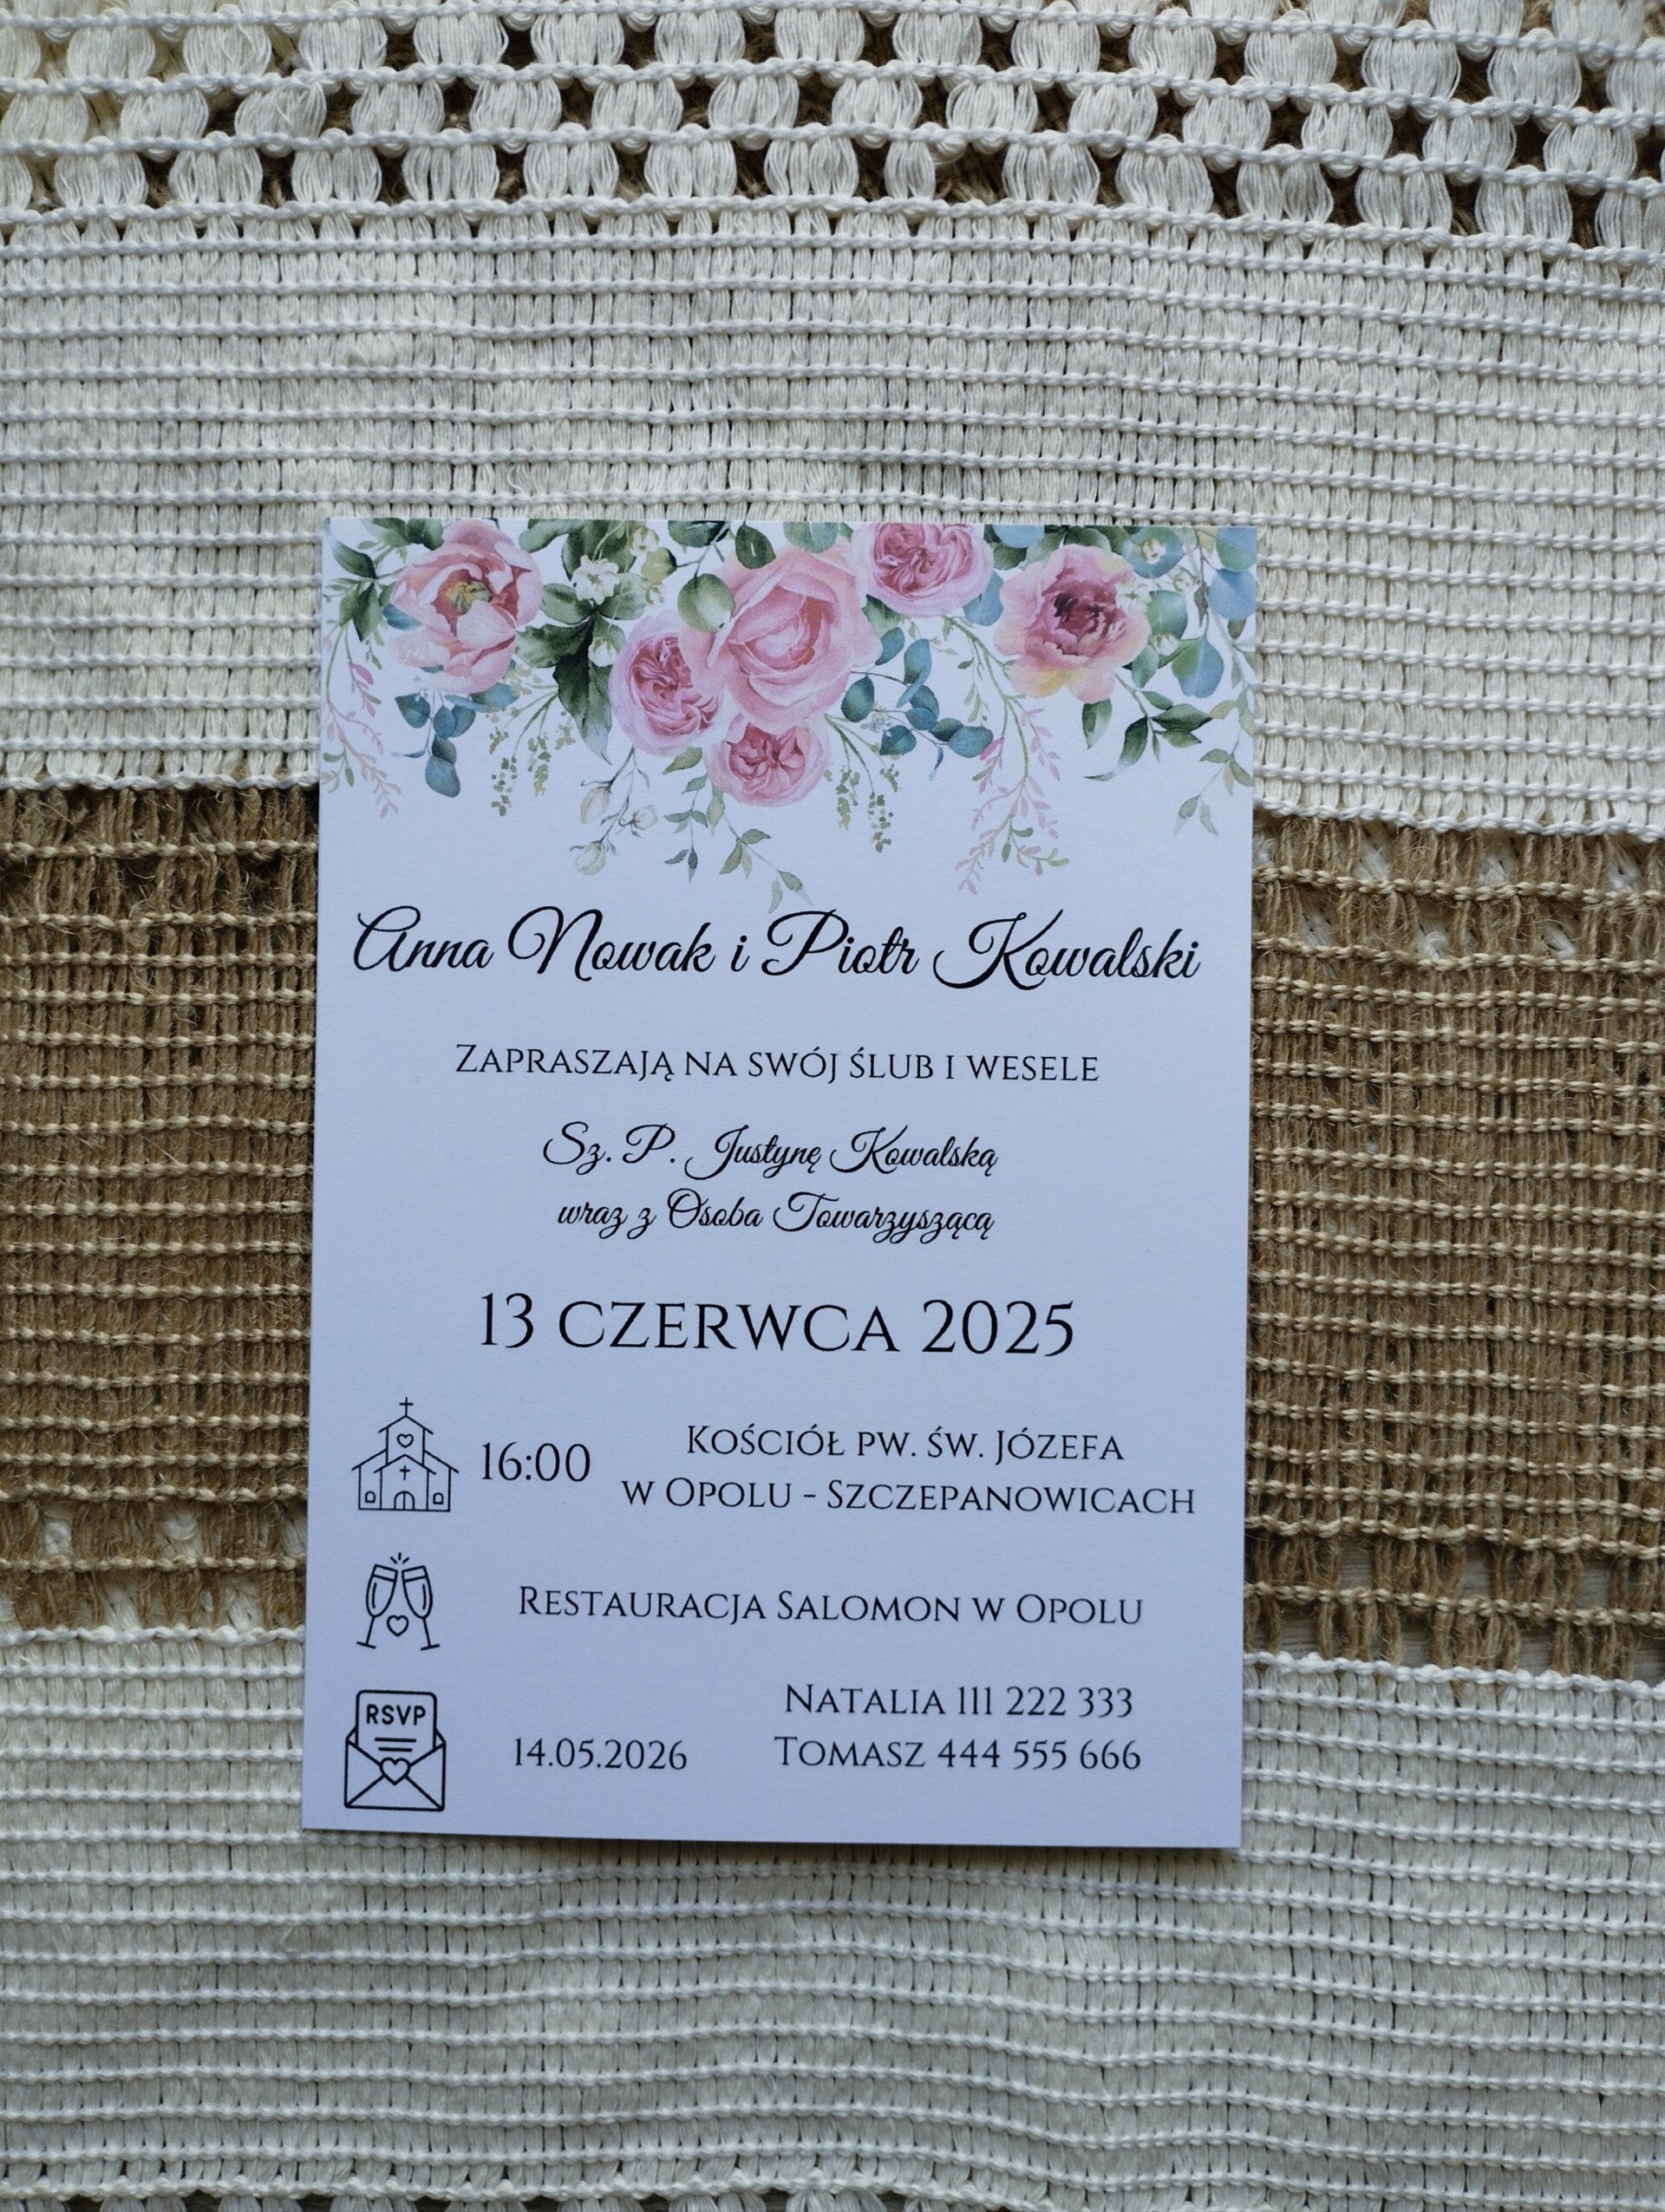 Anna Nowak i Piotr Kowalski
Zapraszają na swój ślub i wesele
Sz. P. Justynę Kowalską
wraz z Osoba Towarzyszącą
13 czerwca 2025
16:00
Kościół pw. św. Józefa
w Opolu - Szczepanowicach
Restauracja Salomon w Opolu
RSVP
14.05.2026
Natalia 111 222 333
Tomasz 444 555 666